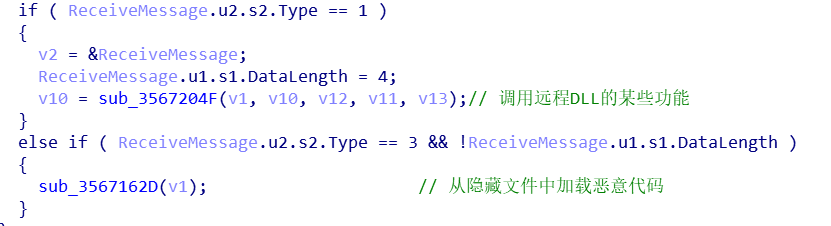 if ( ReceiveMessage.u2.s2.Type == 1 )
{
v2 = &ReceiveMessage;
ReceiveMessage.u1.s1.DataLength = 4;
v10 = sub_3567204F(v1, v10, v12, v11, v13);// 调用远程DLL的某些功能
}
else if ( ReceiveMessage.u2.s2.Type == 3 && !ReceiveMessage.u1.s1.DataLength )
{
sub_3567162D(v1); // 从隐藏文件中加载恶意代码
}